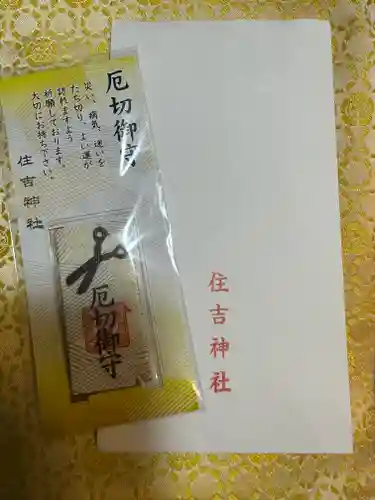 厄切御守
災い、病気、迷いを
たち切り、よい運が
訪れますよう
祈願しております。
大切にお持ち下さい。
住吉神社
厄切御守
住吉神社